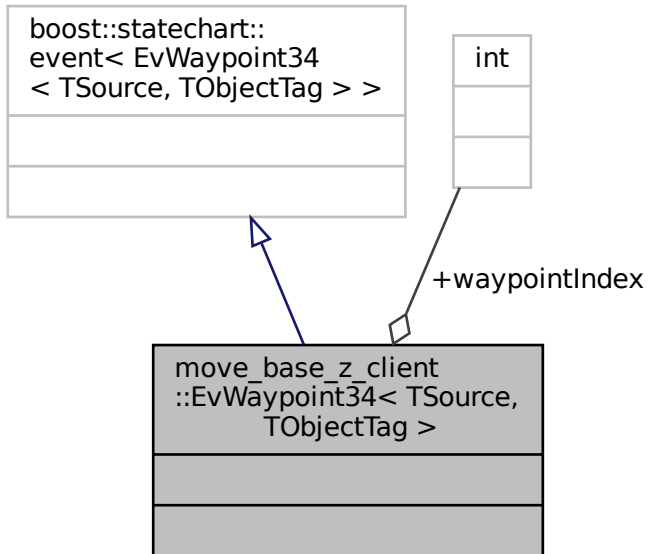 boost::statechart::
event< EvWaypoint34
< TSource, TObjectTag > >
int
+waypointIndex
move_base_z_client
::EvWaypoint34< TSource,
TObjectTag >